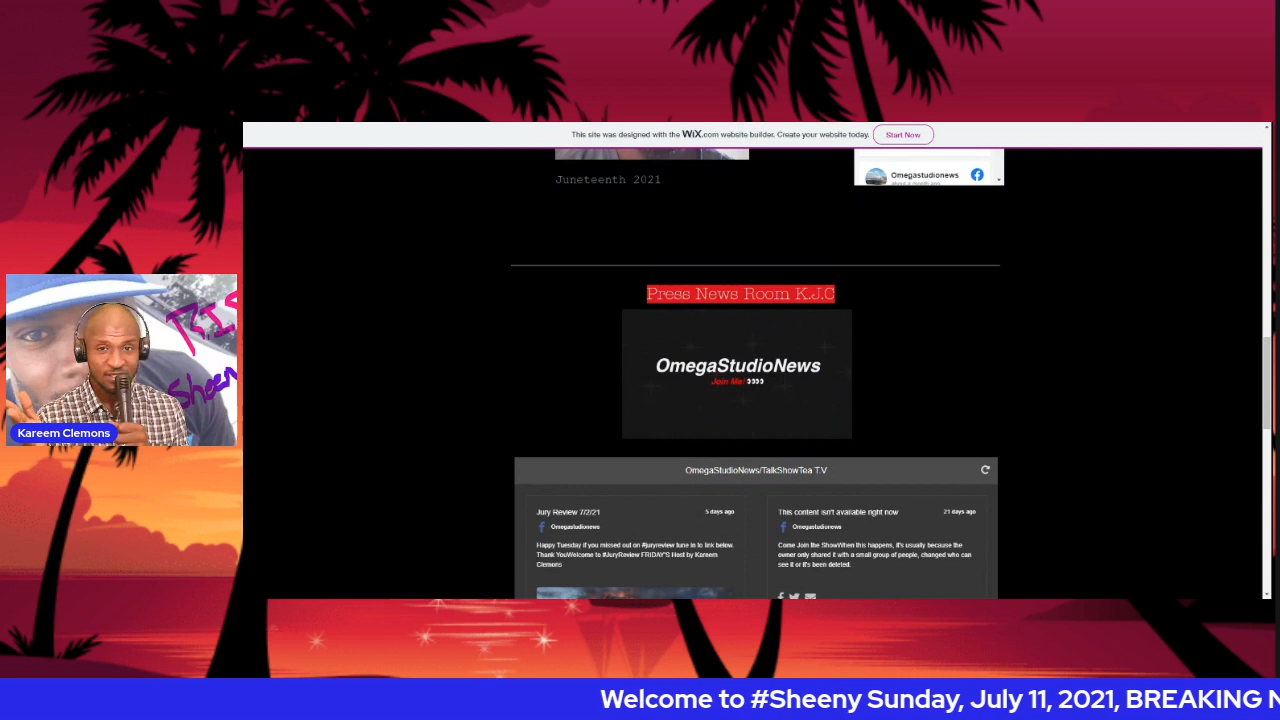 This site was designed with the WiX.com website builder. Create your website today. Start Now
Juneteenth 2021
Omegastudionews
about a month ago
Press News Room K.J.C
OmegaStudioNews
Join Me!
OmegaStudioNews/TalkShowTea T.V
Jury Review 7/2/21
5 days ago
Omegastudionews
Happy Tuesday if you missed out on #juryreview tune in to link below.
Thank YouWelcome to #JuryReview FRIDAY'S Host by Kareem
Clemons
This content isn't available right now
21 days ago
Omegastudionews
Come Join the ShowWhen this happens, it's usually because the
owner only shared it with a small group of people, changed who can
see it or it's been deleted.
Kareem Clemons
Welcome to #Sheeny Sunday, July 11, 2021, BREAKING N